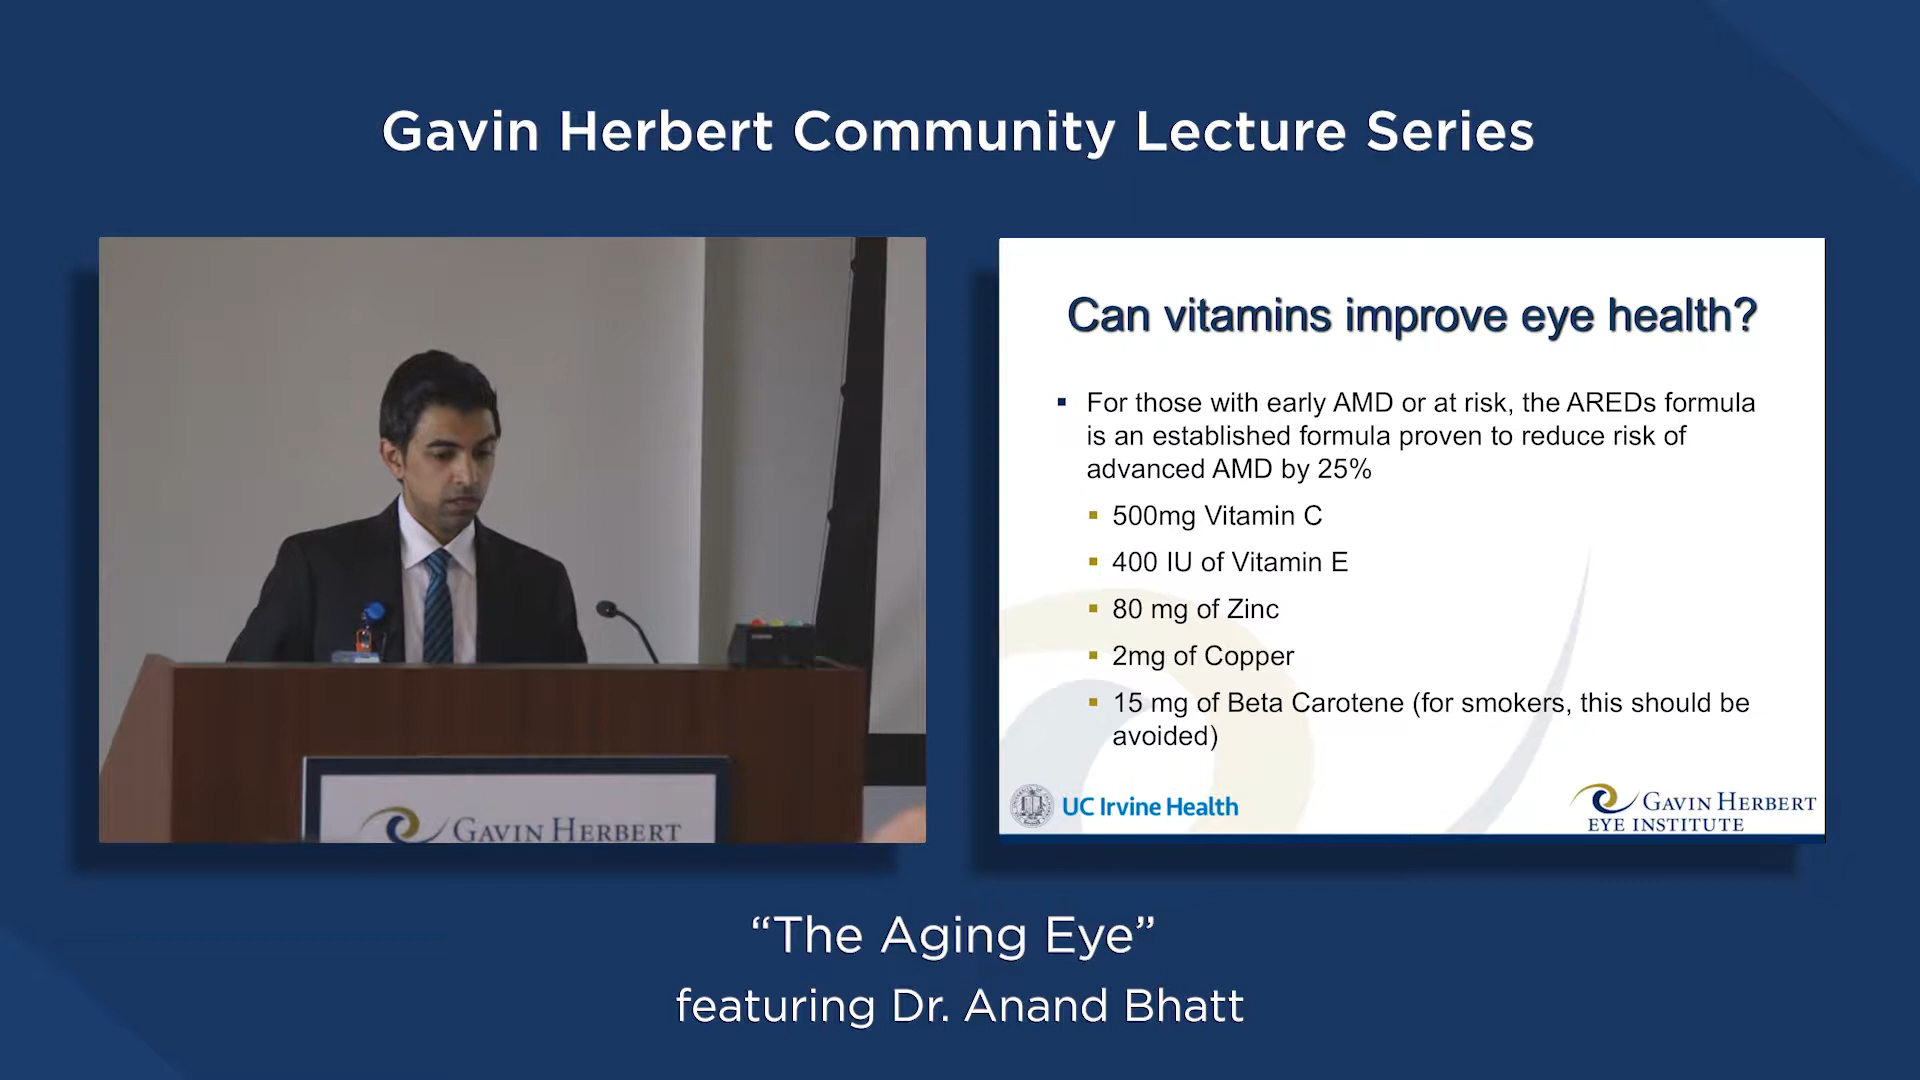 Gavin Herbert Community Lecture Series
GAVIN HERBERT
Can vitamins improve eye health?
▪ For those with early AMD or at risk, the AREDs formula
is an established formula proven to reduce risk of
advanced AMD by 25%
▪ 500mg Vitamin C
▪ 400 IU of Vitamin E
▪ 80 mg of Zinc
▪ 2mg of Copper
▪ 15 mg of Beta Carotene (for smokers, this should be
avoided)
UC Irvine Health
GAVIN HERBERT
EYE INSTITUTE
“The Aging Eye”
featuring Dr. Anand Bhatt